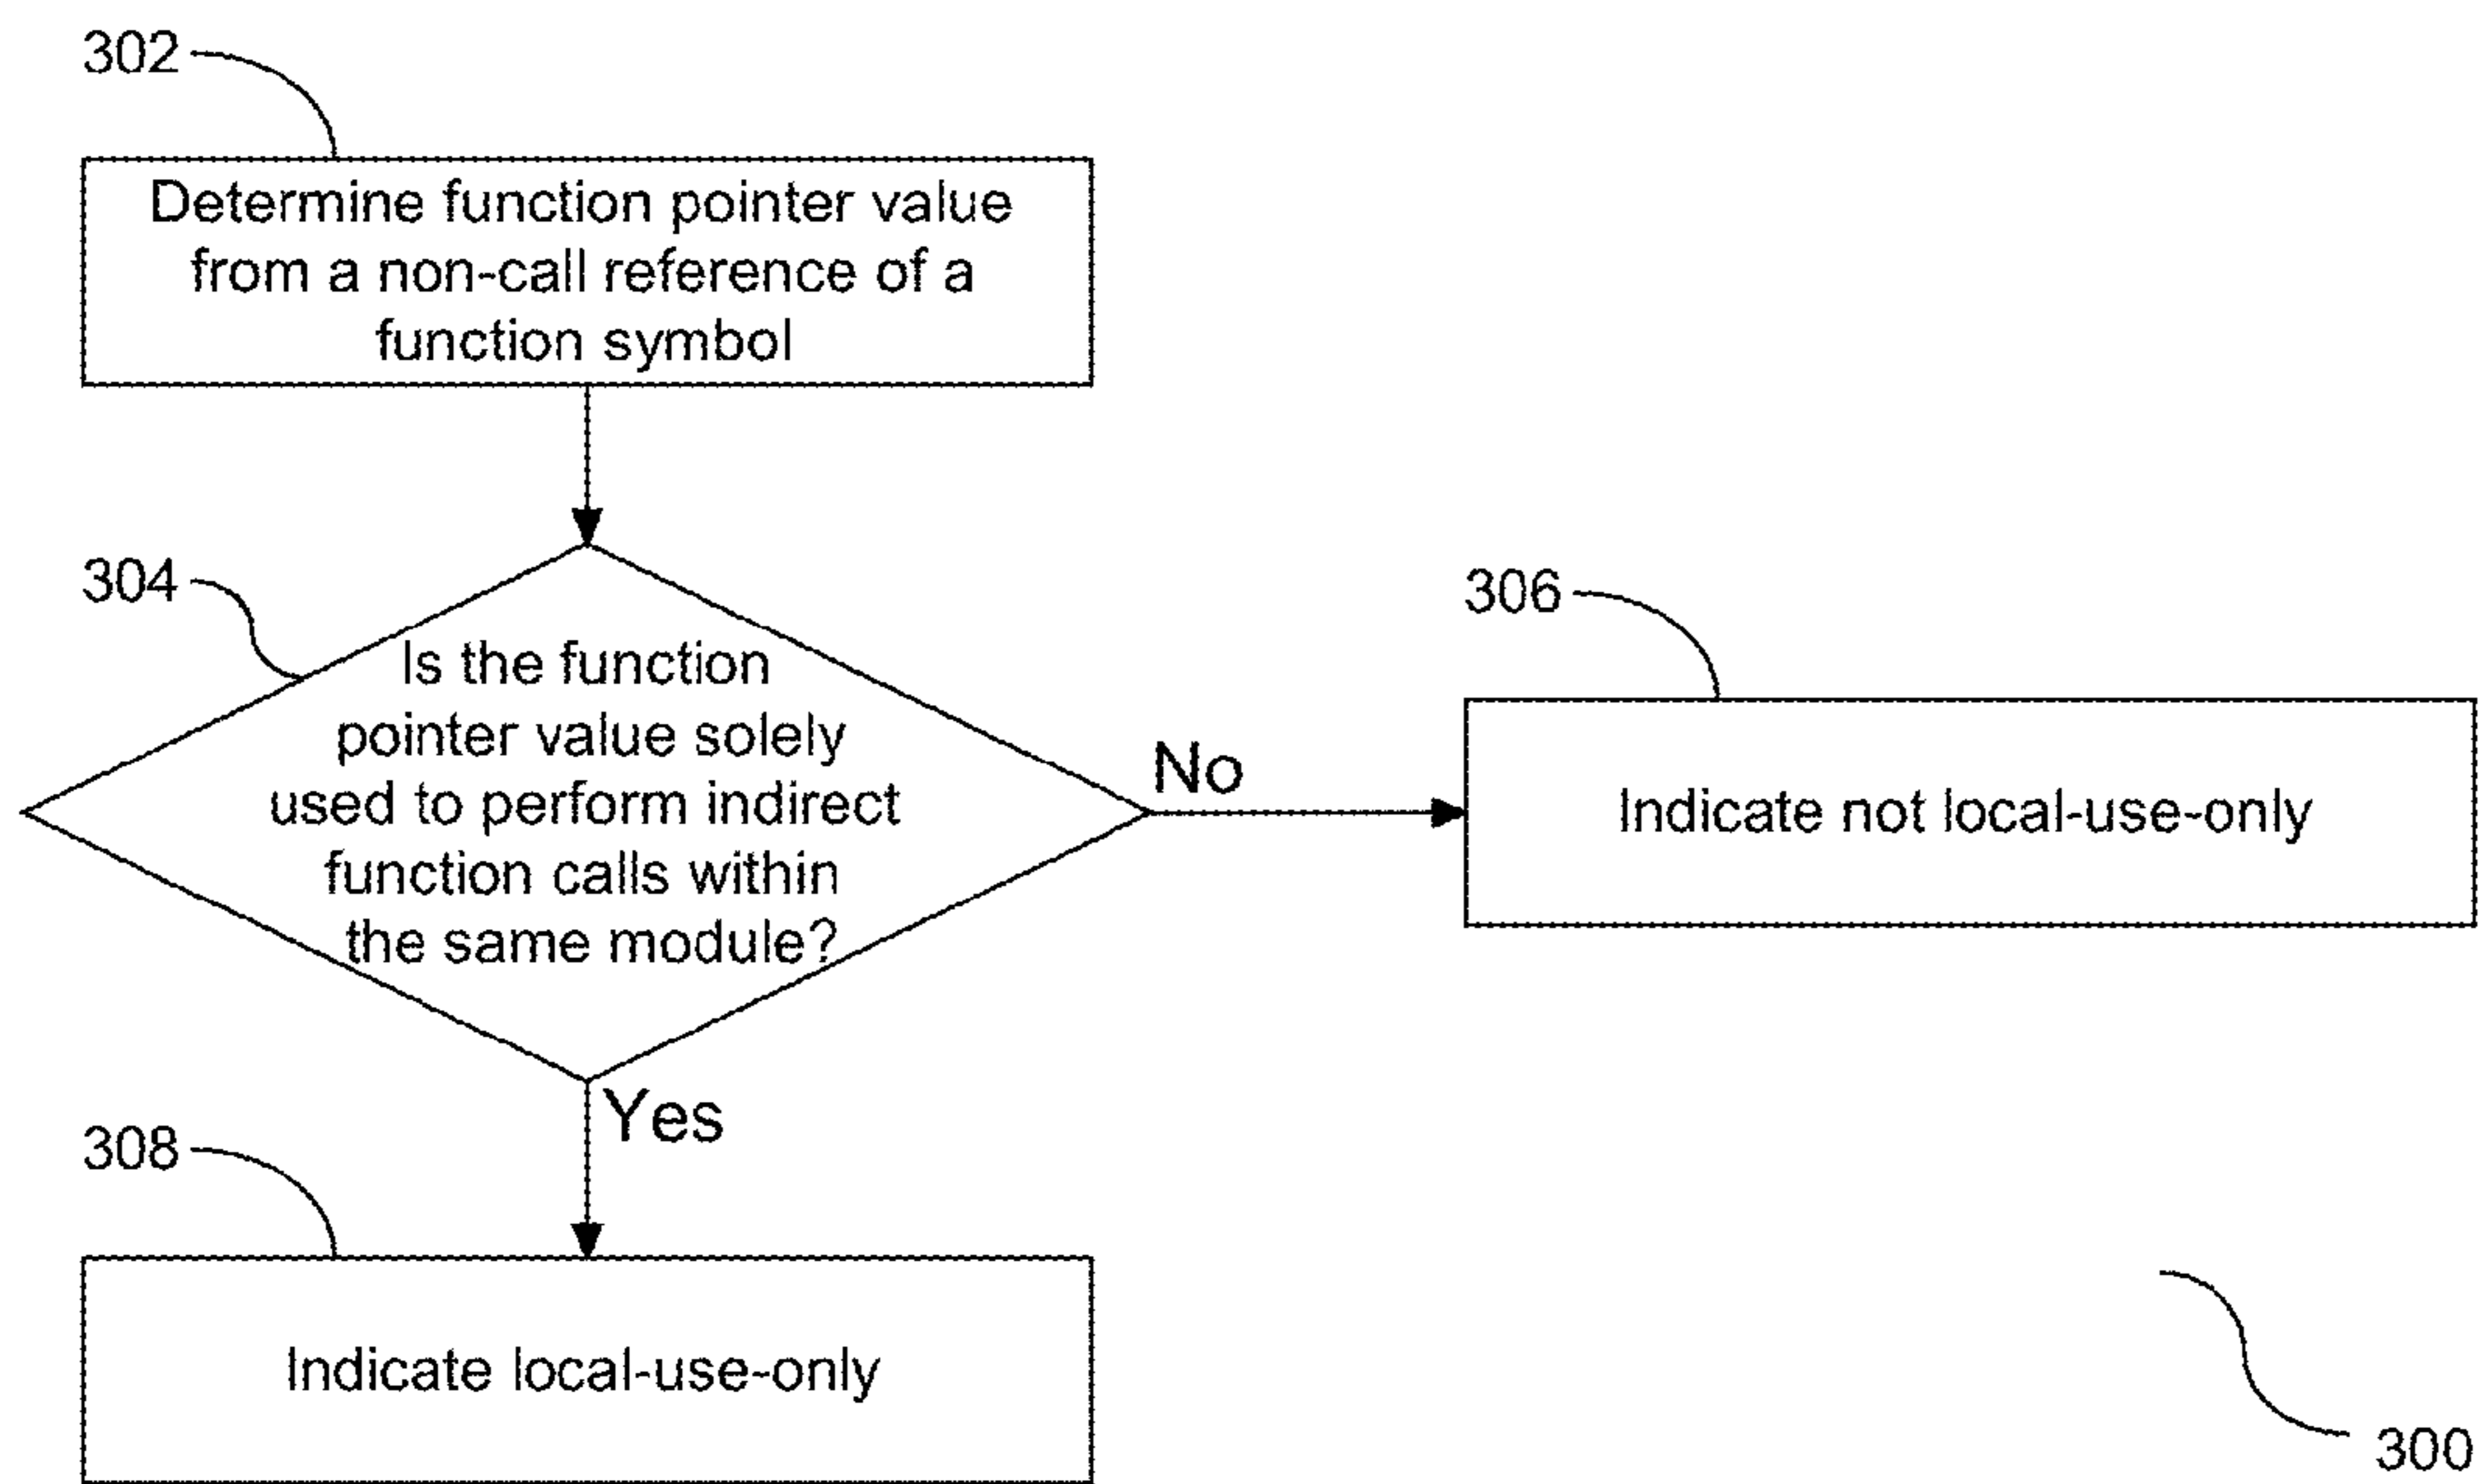 302
Determine function pointer value
from a non-call reference of a
function symbol
304
Is the function
pointer value solely
used to perform indirect
function calls within
the same module?
No
306
Indicate not local-use-only
Yes
308
Indicate local-use-only
300